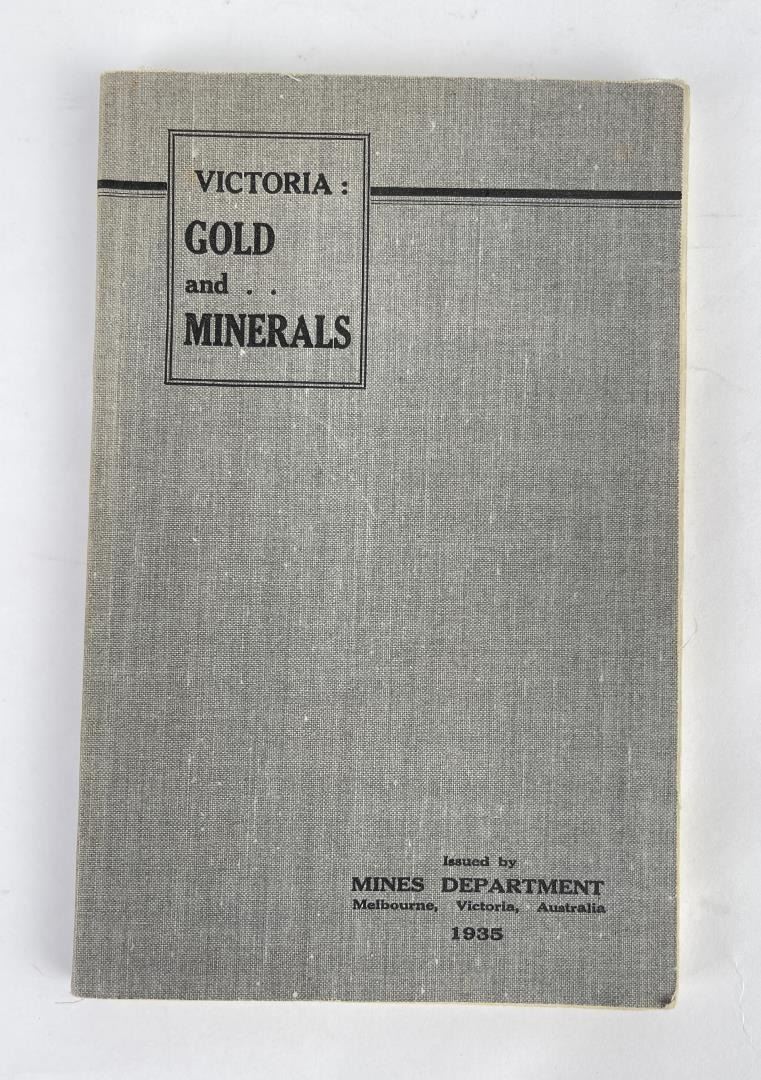 VICTORIA:
GOLD
and . .
MINERALS
Issued by
MINES DEPARTMENT
Melbourne, Victoria, Australia
1935